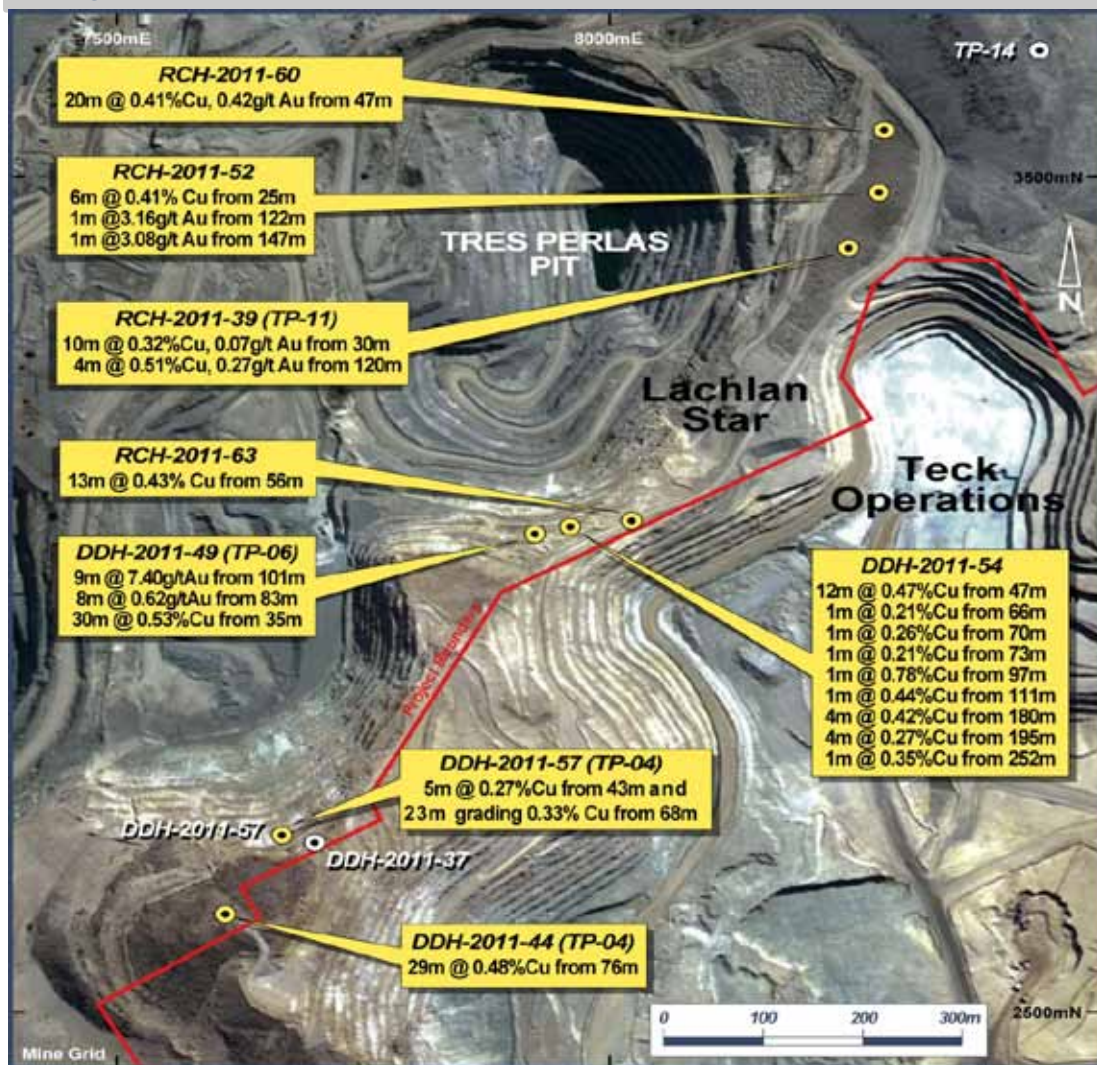 7500mE
8000mE
TP-14
RCH-2011-60
20m @ 0.41%Cu, 0.42g/t Au from 47m
RCH-2011-52
6m @ 0.41% Cu from 25m
1m @3.16g/t Au from 122m
1m @3.08g/t Au from 147m
3500mN
TRES PERLAS
PIT
N
RCH-2011-39 (TP-11)
10m @ 0.32%Cu, 0.07g/t Au from 30m
4m @ 0.51%Cu, 0.27g/t Au from 120m
Lachlan
Star
RCH-2011-63
13m @ 0.43% Cu from 56m
Teck
Operations
DDH-2011-49 (TP-06)
9m @ 7.40g/tAu from 101m
8m @ 0.62g/tAu from 83m
30m @ 0.53%Cu from 35m
DDH-2011-54
12m @ 0.47%Cu from 47m
1m @ 0.21%Cu from 66m
1m @ 0.26%Cu from 70m
1m @ 0.21%Cu from 73m
1m @ 0.78%Cu from 97m
1m @ 0.44%Cu from 111m
4m @ 0.42%Cu from 180m
4m @ 0.27%Cu from 195m
1m @ 0.35%Cu from 252m
Project Boundary
DDH-2011-57 (TP-04)
5m @ 0.27%Cu from 43m and
23m grading 0.33% Cu from 68m
DDH-2011-57
DDH-2011-37
DDH-2011-44 (TP-04)
29m @ 0.48%Cu from 76m
0 100 200 300m
2500mN
Mine Grid